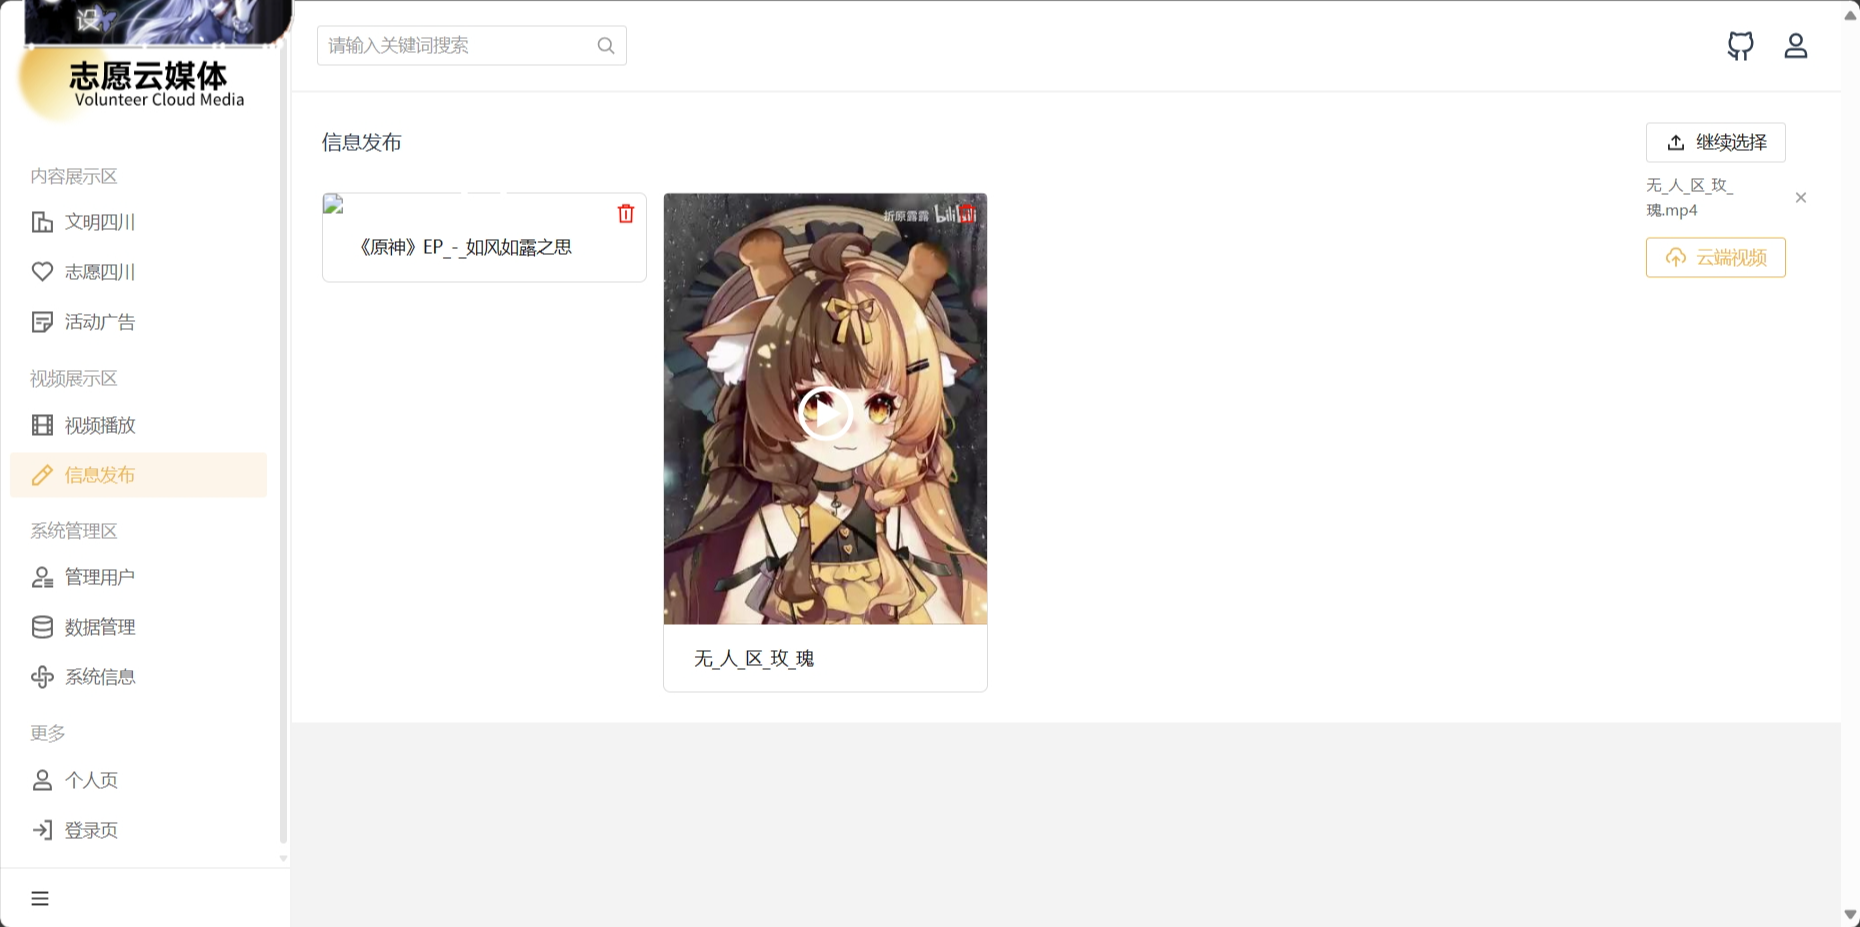 设
志愿云媒体
Volunteer Cloud Media
请输入关键词搜索
内容展示区
文明四川
志愿四川
活动广告
视频展示区
视频播放
信息发布
系统管理区
管理用户
数据管理
系统信息
更多
个人页
登录页
信息发布
《原神》EP_-_如风如露之思
折原露露 bilibili
无_人_区_玫_瑰
继续选择
无_人_区_玫_
瑰.mp4
云端视频